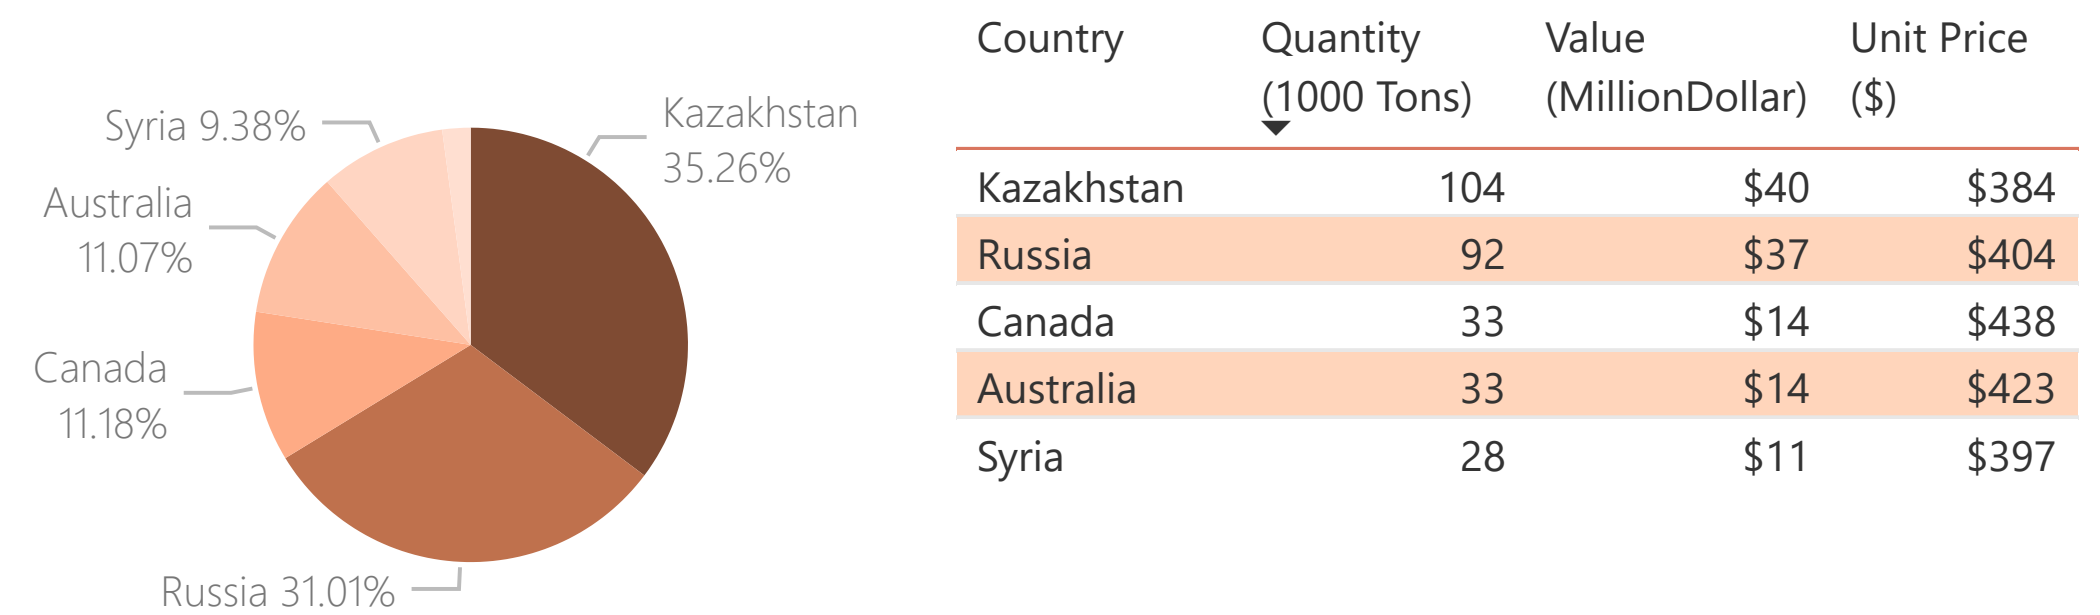 Kazakhstan
35.26%
Syria 9.38%
Australia
11.07%
Canada
11.18%
Russia 31.01%
Country Quantity Value Unit Price
(1000 Tons) (MillionDollar) ($)
Kazakhstan 104 $40 $384
Russia 92 $37 $404
Canada 33 $14 $438
Australia 33 $14 $423
Syria 28 $11 $397